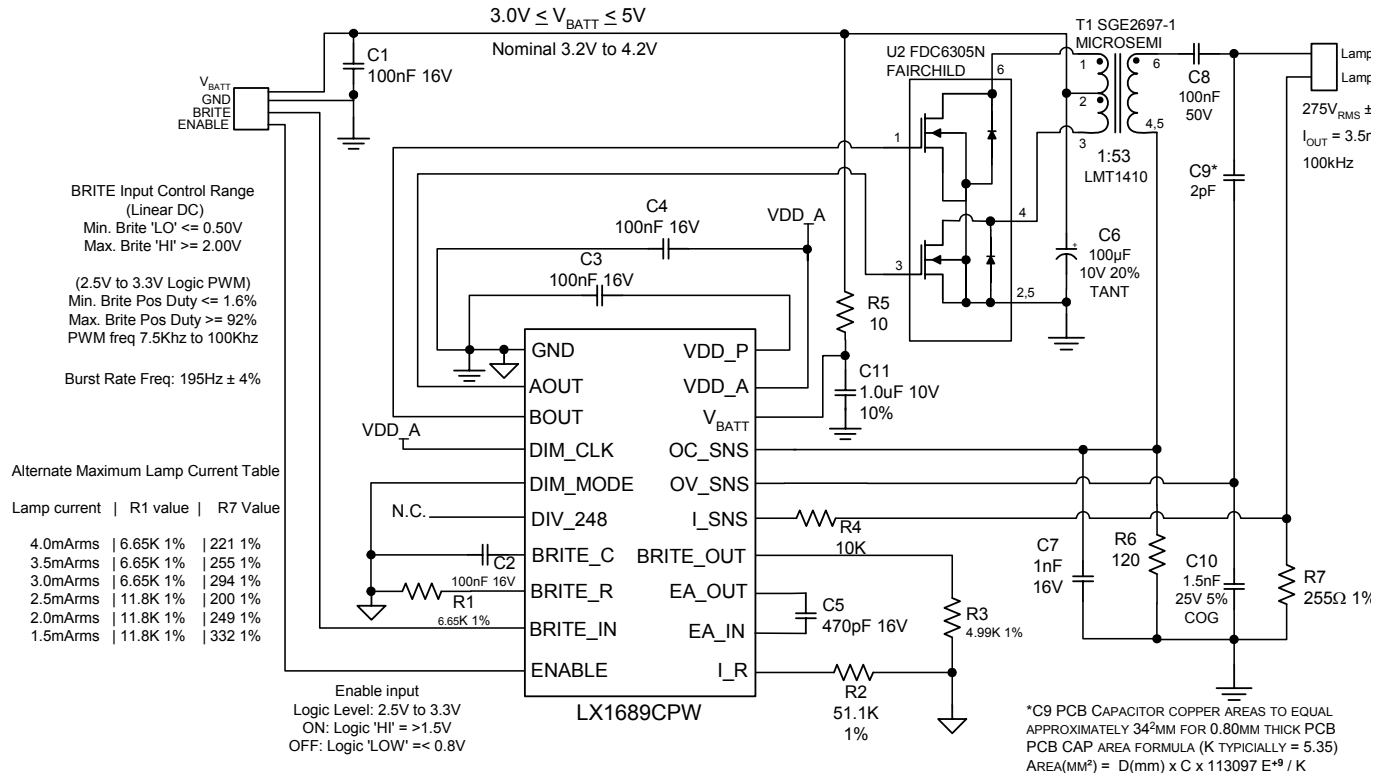 3.0V ≤ V_BATT ≤ 5V
Nominal 3.2V to 4.2V
C1
100nF 16V
V_BATT
GND
BRITE
ENABLE
BRITE Input Control Range
(Linear DC)
Min. Brite 'LO' <= 0.50V
Max. Brite 'HI' >= 2.00V
(2.5V to 3.3V Logic PWM)
Min. Brite Pos Duty <= 1.6%
Max. Brite Pos Duty >= 92%
PWM freq 7.5Khz to 100Khz
Burst Rate Freq: 195Hz ± 4%
Alternate Maximum Lamp Current Table
Lamp current | R1 value | R7 Value
4.0mArms | 6.65K 1% | 221 1%
3.5mArms | 6.65K 1% | 255 1%
3.0mArms | 6.65K 1% | 294 1%
2.5mArms | 11.8K 1% | 200 1%
2.0mArms | 11.8K 1% | 249 1%
1.5mArms | 11.8K 1% | 332 1%
Enable input
Logic Level: 2.5V to 3.3V
ON: Logic 'HI' = >1.5V
OFF: Logic 'LOW' =< 0.8V
C4
100nF 16V
C3
100nF 16V
VDD_A
VDD_A
N.C.
C2
100nF 16V
R1
6.65K 1%
GND
AOUT
BOUT
DIM_CLK
DIM_MODE
DIV_248
BRITE_C
BRITE_R
BRITE_IN
ENABLE
VDD_P
VDD_A
V_BATT
OC_SNS
OV_SNS
I_SNS
BRITE_OUT
EA_OUT
EA_IN
I_R
LX1689CPW
U2 FDC6305N
FAIRCHILD
6
1
4
3
2,5
R5
10
C11
1.0uF 10V
10%
T1 SGE2697-1
MICROSEMI
1
2
3
6
4,5
1:53
LMT1410
C6
+
100µF
10V 20%
TANT
C8
100nF
50V
C9*
2pF
Lamp
Lamp
275V_RMS ±
I_OUT = 3.5
100kHz
R4
10K
C5
470pF 16V
R3
4.99K 1%
R2
51.1K
1%
C7
1nF
16V
R6
120
C10
1.5nF
25V 5%
COG
R7
255Ω 1%
*C9 PCB CAPACITOR COPPER AREAS TO EQUAL
APPROXIMATELY 34²MM FOR 0.80MM THICK PCB
PCB CAP AREA FORMULA (K TYPICIALLY = 5.35)
AREA(MM²) = D(mm) x C x 113097 E⁺⁹ / K